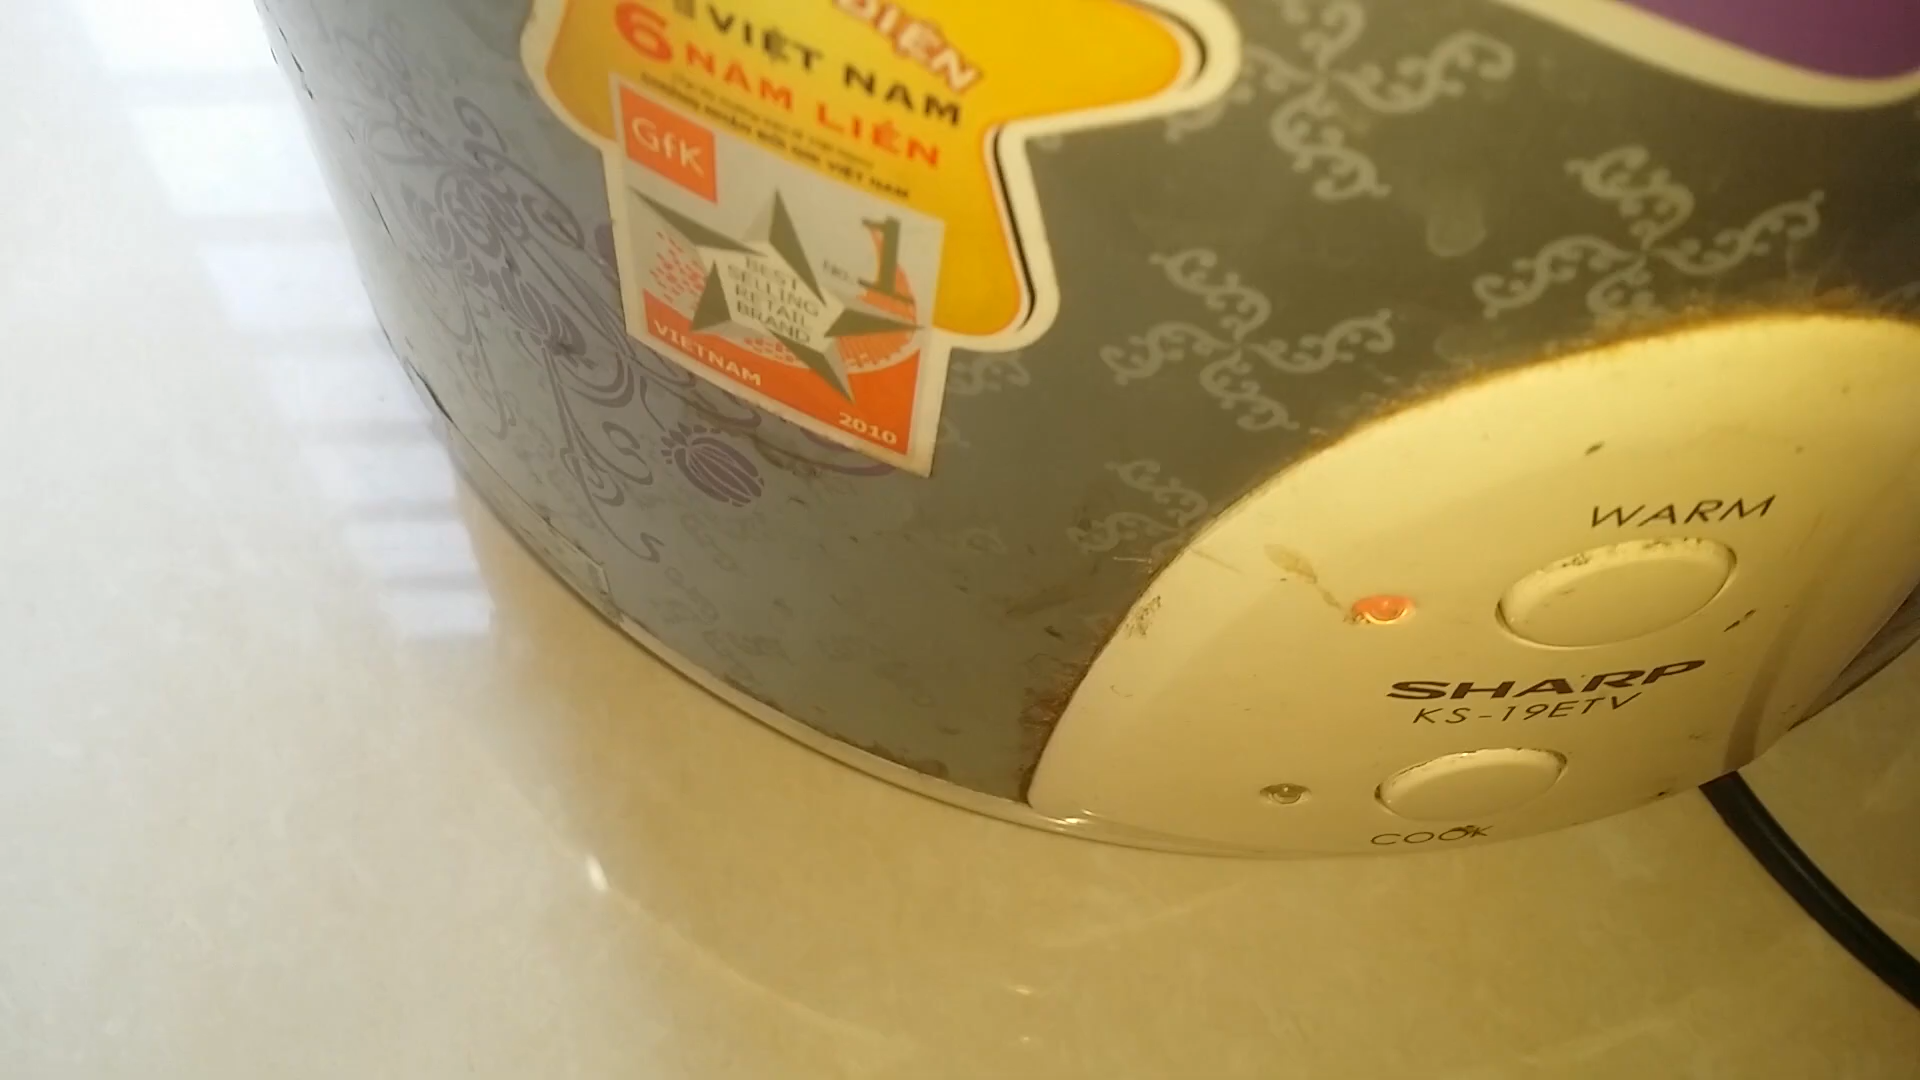 ĐIỆN
VIỆT NAM
6 NĂM LIỀN
GfK
No. 1
BEST
SELLING
RETAIL
BRAND
VIETNAM
2010
WARM
SHARP
KS-19ETV
COOK